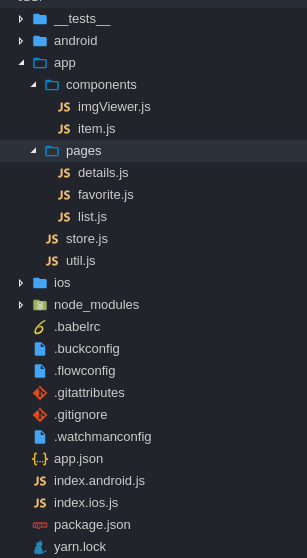 __tests__
android
app
components
imgViewer.js
item.js
pages
details.js
favorite.js
list.js
store.js
util.js
ios
node_modules
.babelrc
.buckconfig
.flowconfig
.gitattributes
.gitignore
.watchmanconfig
app.json
index.android.js
index.ios.js
package.json
yarn.lock